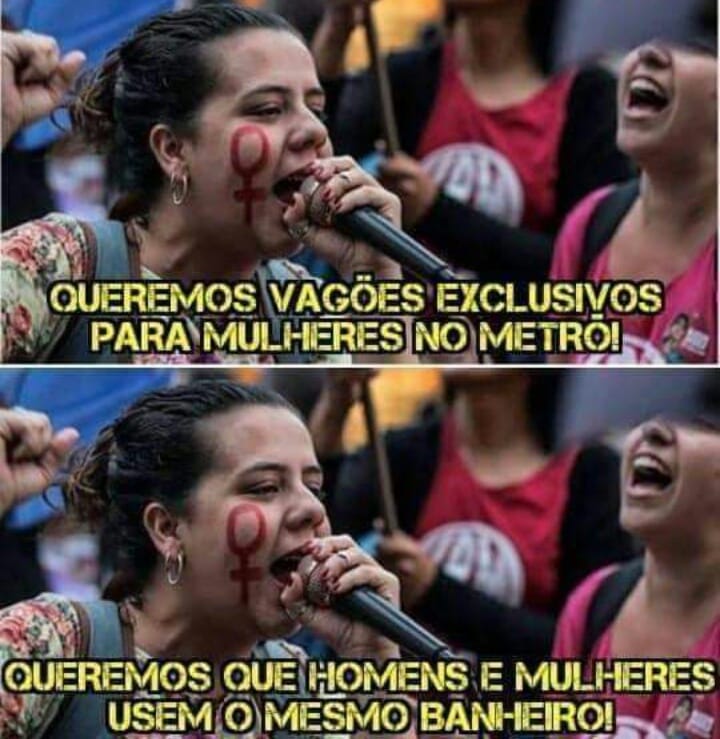 QUEREMOS VAGÕES EXCLUSIVOS
PARA MULHERES NO METRÔ!
QUEREMOS QUE HOMENS E MULHERES
USEM O MESMO BANHEIRO!